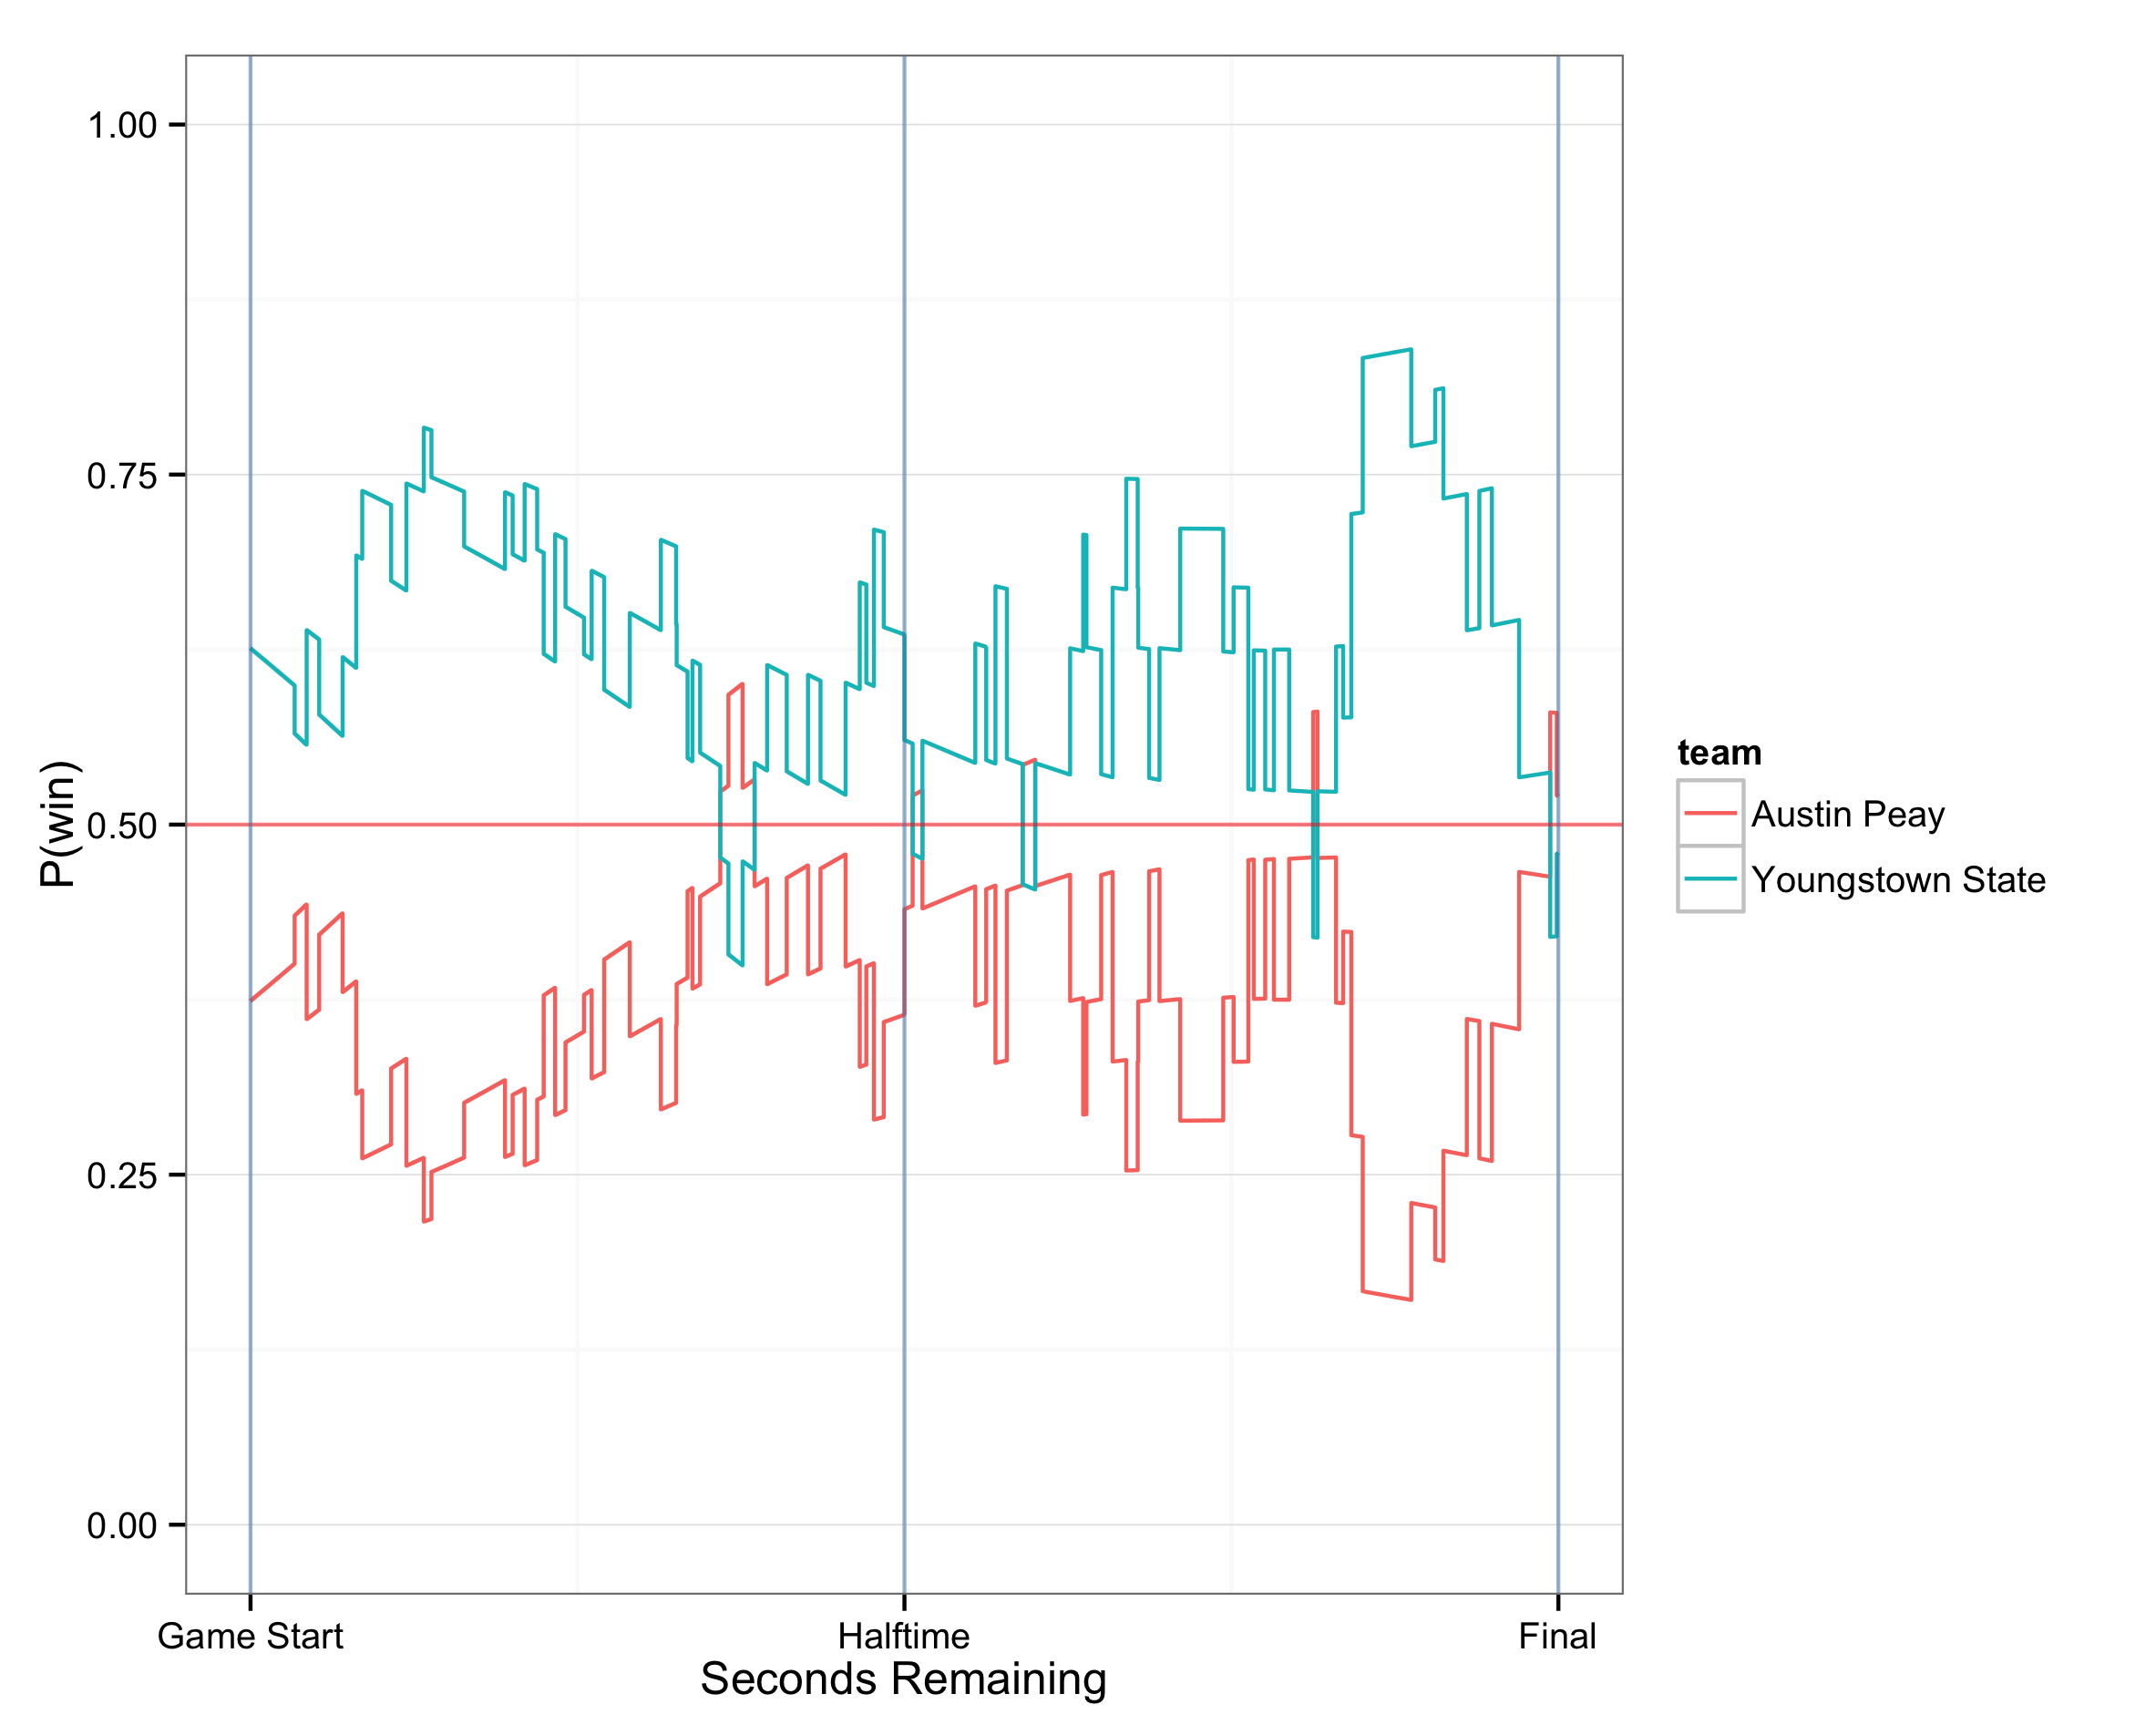 1.00
0.75
0.50
0.25
0.00
P(win)
Game Start
Halftime
Final
Seconds Remaining
team
Austin Peay
Youngstown State